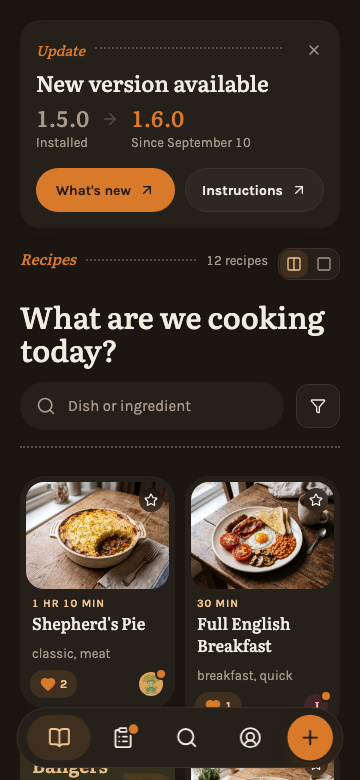 Update
New version available
1.5.0 → 1.6.0
Installed Since September 10
What's new Instructions
Recipes 12 recipes
What are we cooking
today?
Dish or ingredient
1 HR 10 MIN
Shepherd's Pie
classic, meat
2
30 MIN
Full English
Breakfast
breakfast, quick
1
Bangers